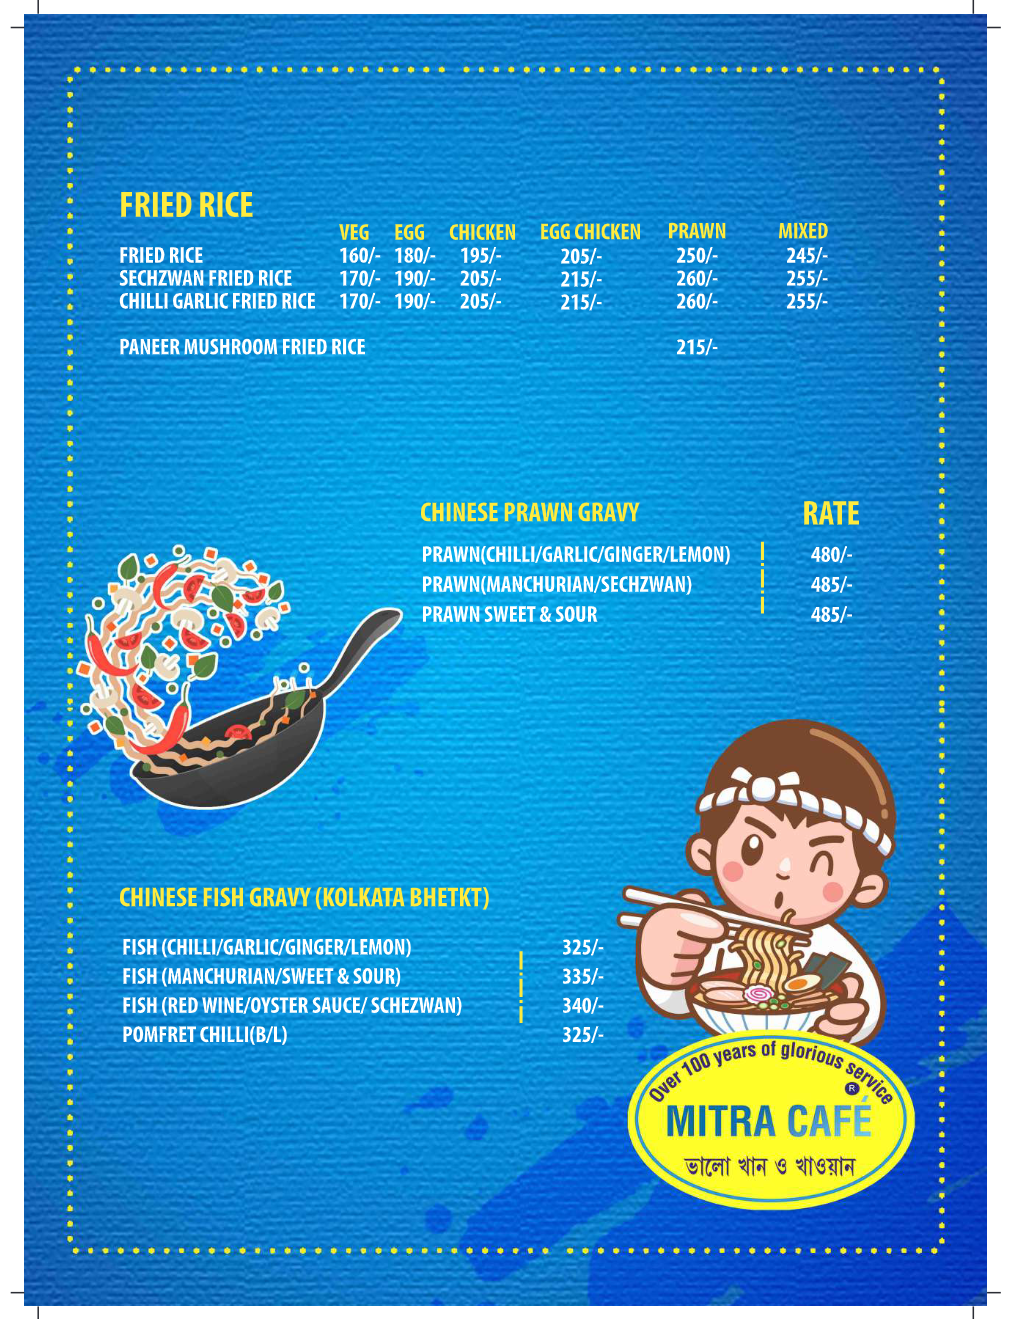 FRIED RICE
VEG EGG CHICKEN EGG CHICKEN PRAWN MIXED
FRIED RICE 160/- 180/- 195/- 205/- 250/- 245/-
SECHZWAN FRIED RICE 170/- 190/- 205/- 215/- 260/- 255/-
CHILLI GARLIC FRIED RICE 170/- 190/- 205/- 215/- 260/- 255/-
PANEER MUSHROOM FRIED RICE 215/-
CHINESE PRAWN GRAVY RATE
PRAWN(CHILLI/GARLIC/GINGER/LEMON) 480/-
PRAWN(MANCHURIAN/SECHZWAN) 485/-
PRAWN SWEET & SOUR 485/-
CHINESE FISH GRAVY (KOLKATA BHETKT)
FISH (CHILLI/GARLIC/GINGER/LEMON) 325/-
FISH (MANCHURIAN/SWEET & SOUR) 335/-
FISH (RED WINE/OYSTER SAUCE/ SCHEZWAN) 340/-
POMFRET CHILLI(B/L) 325/-
Over 100 years of glorious service
®
MITRA CAFÉ
ভালো খান ও খাওয়ান